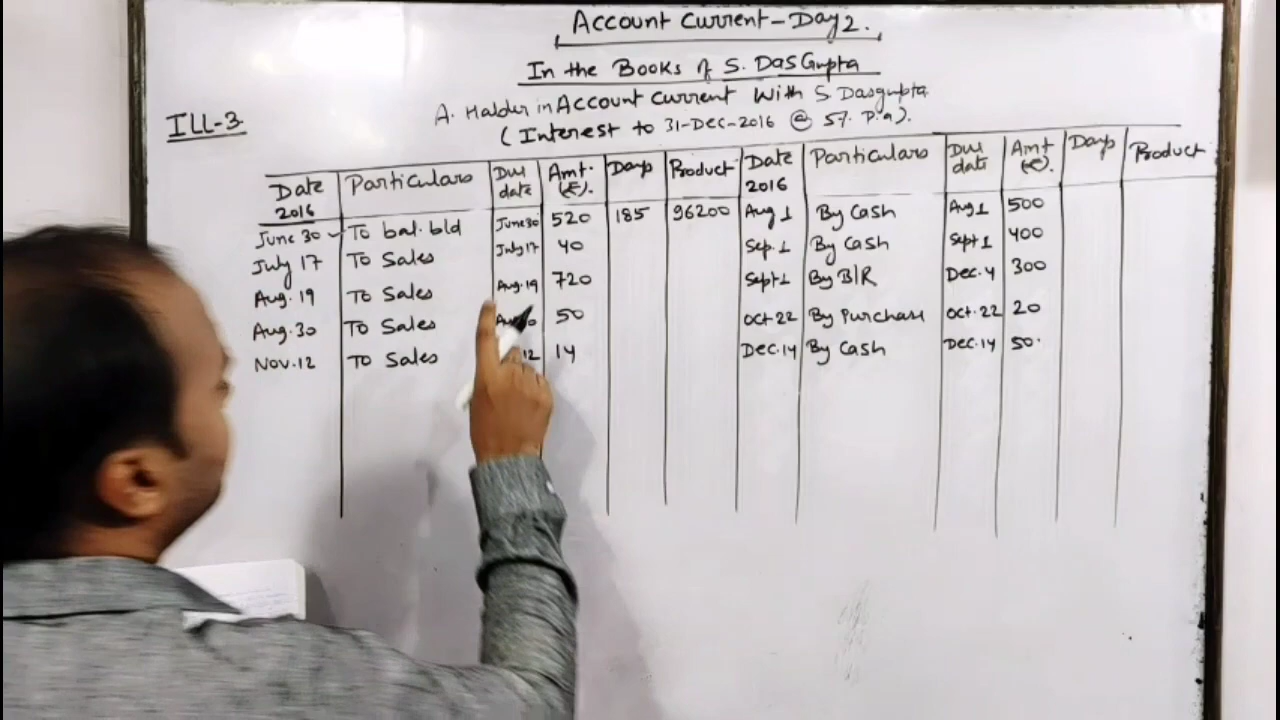 Account Current - Day 2.
In the Books of S. DasGupta
A. Halder in Account Current With S Dasgupta
ILL-3
(Interest to 31-Dec-2016 @ 5%. p.a).
Date 2016 Particulars Due date Amt. (₹). Days Product Date 2016 Particulars Due date Amt (₹). Days Product
June 30 To bal. bld June 30 520 185 96200 Aug 1 By Cash Aug 1 500
July 17 To Sales July 17 40 Sep. 1 By Cash Sept 1 400
Aug. 19 To Sales Aug. 19 720 Sept 1 By B/R Dec. 4 300
Aug. 30 To Sales 50 Oct 22 By Purchase Oct. 22 20
Nov. 12 To Sales 12 14 Dec. 14 By Cash Dec. 14 50.